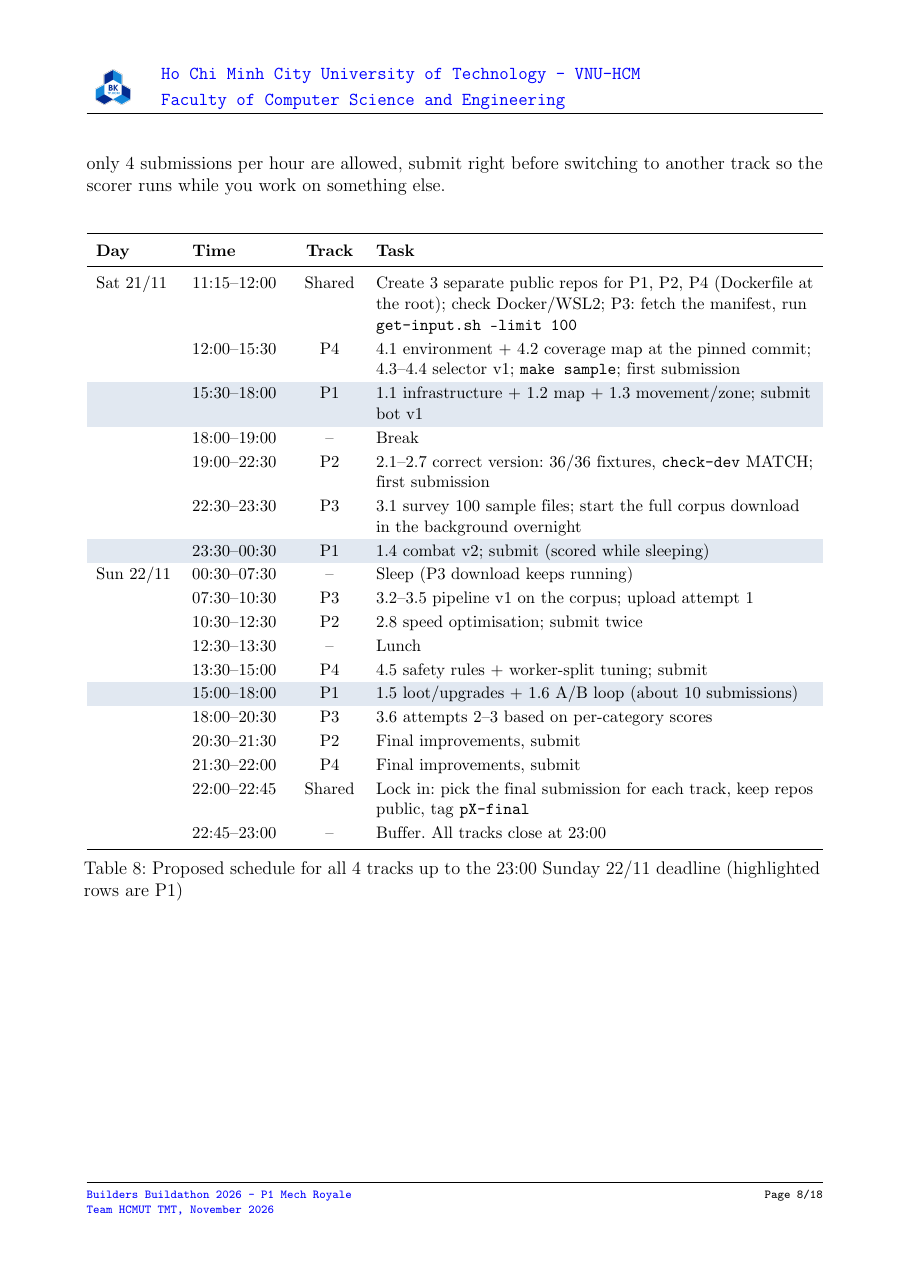 BK
Ho Chi Minh City University of Technology - VNU-HCM
Faculty of Computer Science and Engineering
only 4 submissions per hour are allowed, submit right before switching to another track so the
scorer runs while you work on something else.
Day Time Track Task
Sat 21/11 11:15–12:00 Shared Create 3 separate public repos for P1, P2, P4 (Dockerfile at
the root); check Docker/WSL2; P3: fetch the manifest, run
get-input.sh -limit 100
12:00–15:30 P4 4.1 environment + 4.2 coverage map at the pinned commit;
4.3–4.4 selector v1; make sample; first submission
15:30–18:00 P1 1.1 infrastructure + 1.2 map + 1.3 movement/zone; submit
bot v1
18:00–19:00 – Break
19:00–22:30 P2 2.1–2.7 correct version: 36/36 fixtures, check-dev MATCH;
first submission
22:30–23:30 P3 3.1 survey 100 sample files; start the full corpus download
in the background overnight
23:30–00:30 P1 1.4 combat v2; submit (scored while sleeping)
Sun 22/11 00:30–07:30 – Sleep (P3 download keeps running)
07:30–10:30 P3 3.2–3.5 pipeline v1 on the corpus; upload attempt 1
10:30–12:30 P2 2.8 speed optimisation; submit twice
12:30–13:30 – Lunch
13:30–15:00 P4 4.5 safety rules + worker-split tuning; submit
15:00–18:00 P1 1.5 loot/upgrades + 1.6 A/B loop (about 10 submissions)
18:00–20:30 P3 3.6 attempts 2–3 based on per-category scores
20:30–21:30 P2 Final improvements, submit
21:30–22:00 P4 Final improvements, submit
22:00–22:45 Shared Lock in: pick the final submission for each track, keep repos
public, tag pX-final
22:45–23:00 – Buffer. All tracks close at 23:00
Table 8: Proposed schedule for all 4 tracks up to the 23:00 Sunday 22/11 deadline (highlighted
rows are P1)
Builders Buildathon 2026 - P1 Mech Royale Page 8/18
Team HCMUT TMT, November 2026